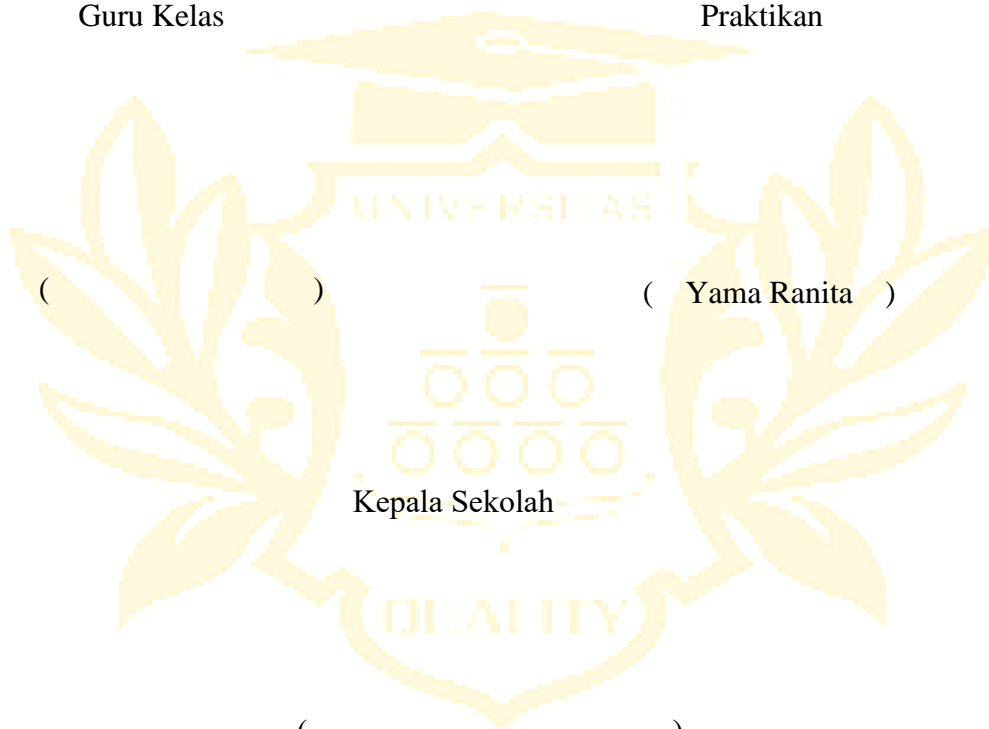 Guru Kelas Praktikan
UNIVERSITAS
( ) ( Yama Ranita )
Kepala Sekolah
QUALITY
( )